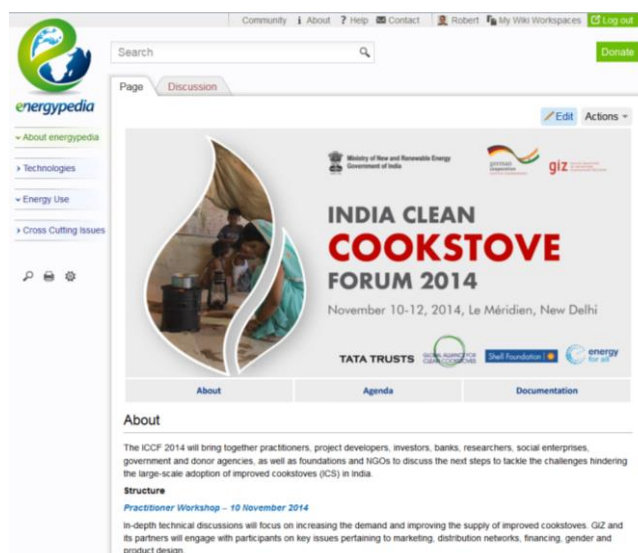 Community i About ? Help Contact Robert My Wiki Workspaces Log out
Search
Donate
energypedia
Page Discussion
Edit Actions
About energypedia
Technologies
Energy Use
Cross Cutting Issues
Ministry of New and Renewable Energy
Government of India
german
cooperation
giz
INDIA CLEAN
COOKSTOVE
FORUM 2014
November 10-12, 2014, Le Méridien, New Delhi
TATA TRUSTS
GLOBAL ALLIANCE FOR
CLEAN COOKSTOVES
Shell Foundation
energy
for all
About Agenda Documentation
About
The ICCF 2014 will bring together practitioners, project developers, investors, banks, researchers, social enterprises,
government and donor agencies, as well as foundations and NGOs to discuss the next steps to tackle the challenges hindering
the large-scale adoption of improved cookstoves (ICS) in India.
Structure
Practitioner Workshop – 10 November 2014
In-depth technical discussions will focus on increasing the demand and improving the supply of improved cookstoves. GIZ and
its partners will engage with participants on key issues pertaining to marketing, distribution networks, financing, gender and
product design.